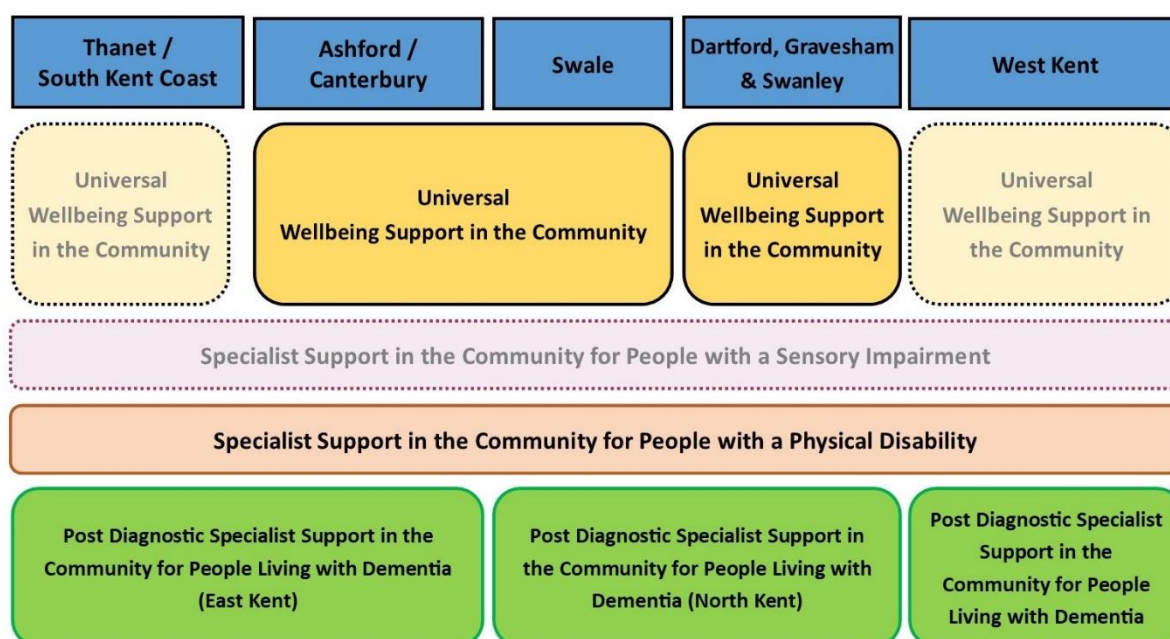 Thanet /
South Kent Coast
Ashford /
Canterbury
Swale
Dartford, Gravesham
& Swanley
West Kent
Universal
Wellbeing Support
in the Community
Universal
Wellbeing Support in the Community
Universal
Wellbeing Support
in the Community
Universal
Wellbeing Support in
the Community
Specialist Support in the Community for People with a Sensory Impairment
Specialist Support in the Community for People with a Physical Disability
Post Diagnostic Specialist Support in the
Community for People Living with Dementia
(East Kent)
Post Diagnostic Specialist Support in
the Community for People Living with
Dementia (North Kent)
Post Diagnostic Specialist
Support in the
Community for People
Living with Dementia